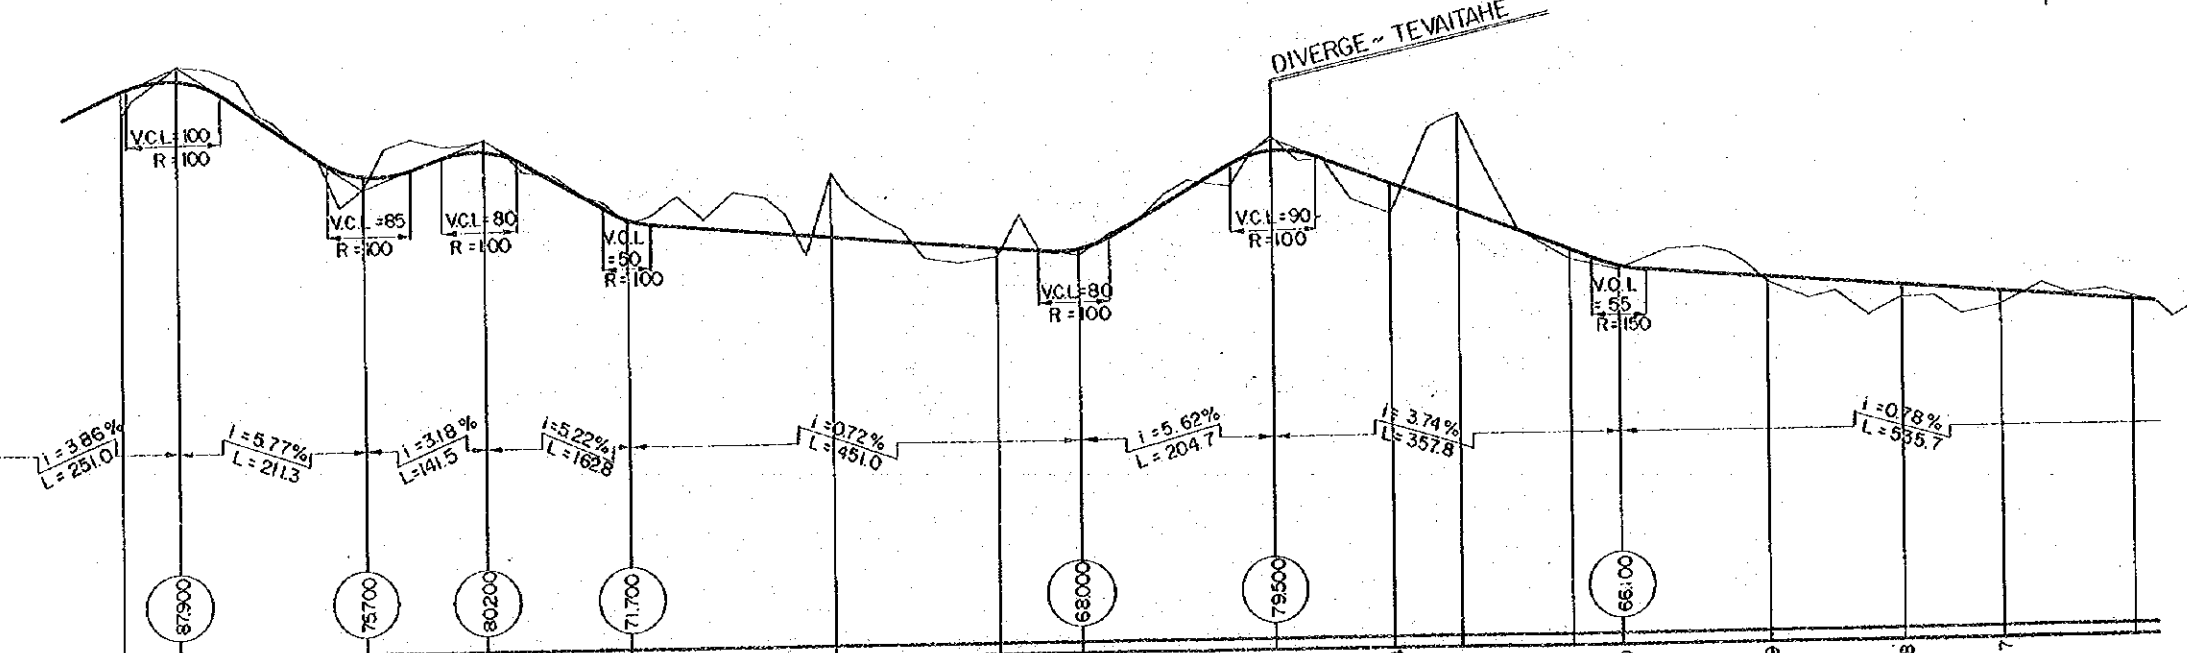 DIVERGE ~ TEVAITAHE
V.C.L=100
R=100
V.C.L=85
R=100
V.C.L=80
R=100
V.C.L
=50
R=100
V.C.L=80
R=100
V.C.L=90
R=100
V.C.L
=55
R=150
i=3.86%
L=251.0
i=5.77%
L=211.3
i=3.18%
L=141.5
i=5.22%
L=162.8
i=0.72%
L=451.0
i=5.62%
L=204.7
i=3.74%
L=357.8
i=0.78%
L=535.7
87.900
75.700
80.200
71.700
68.000
79.500
66.100